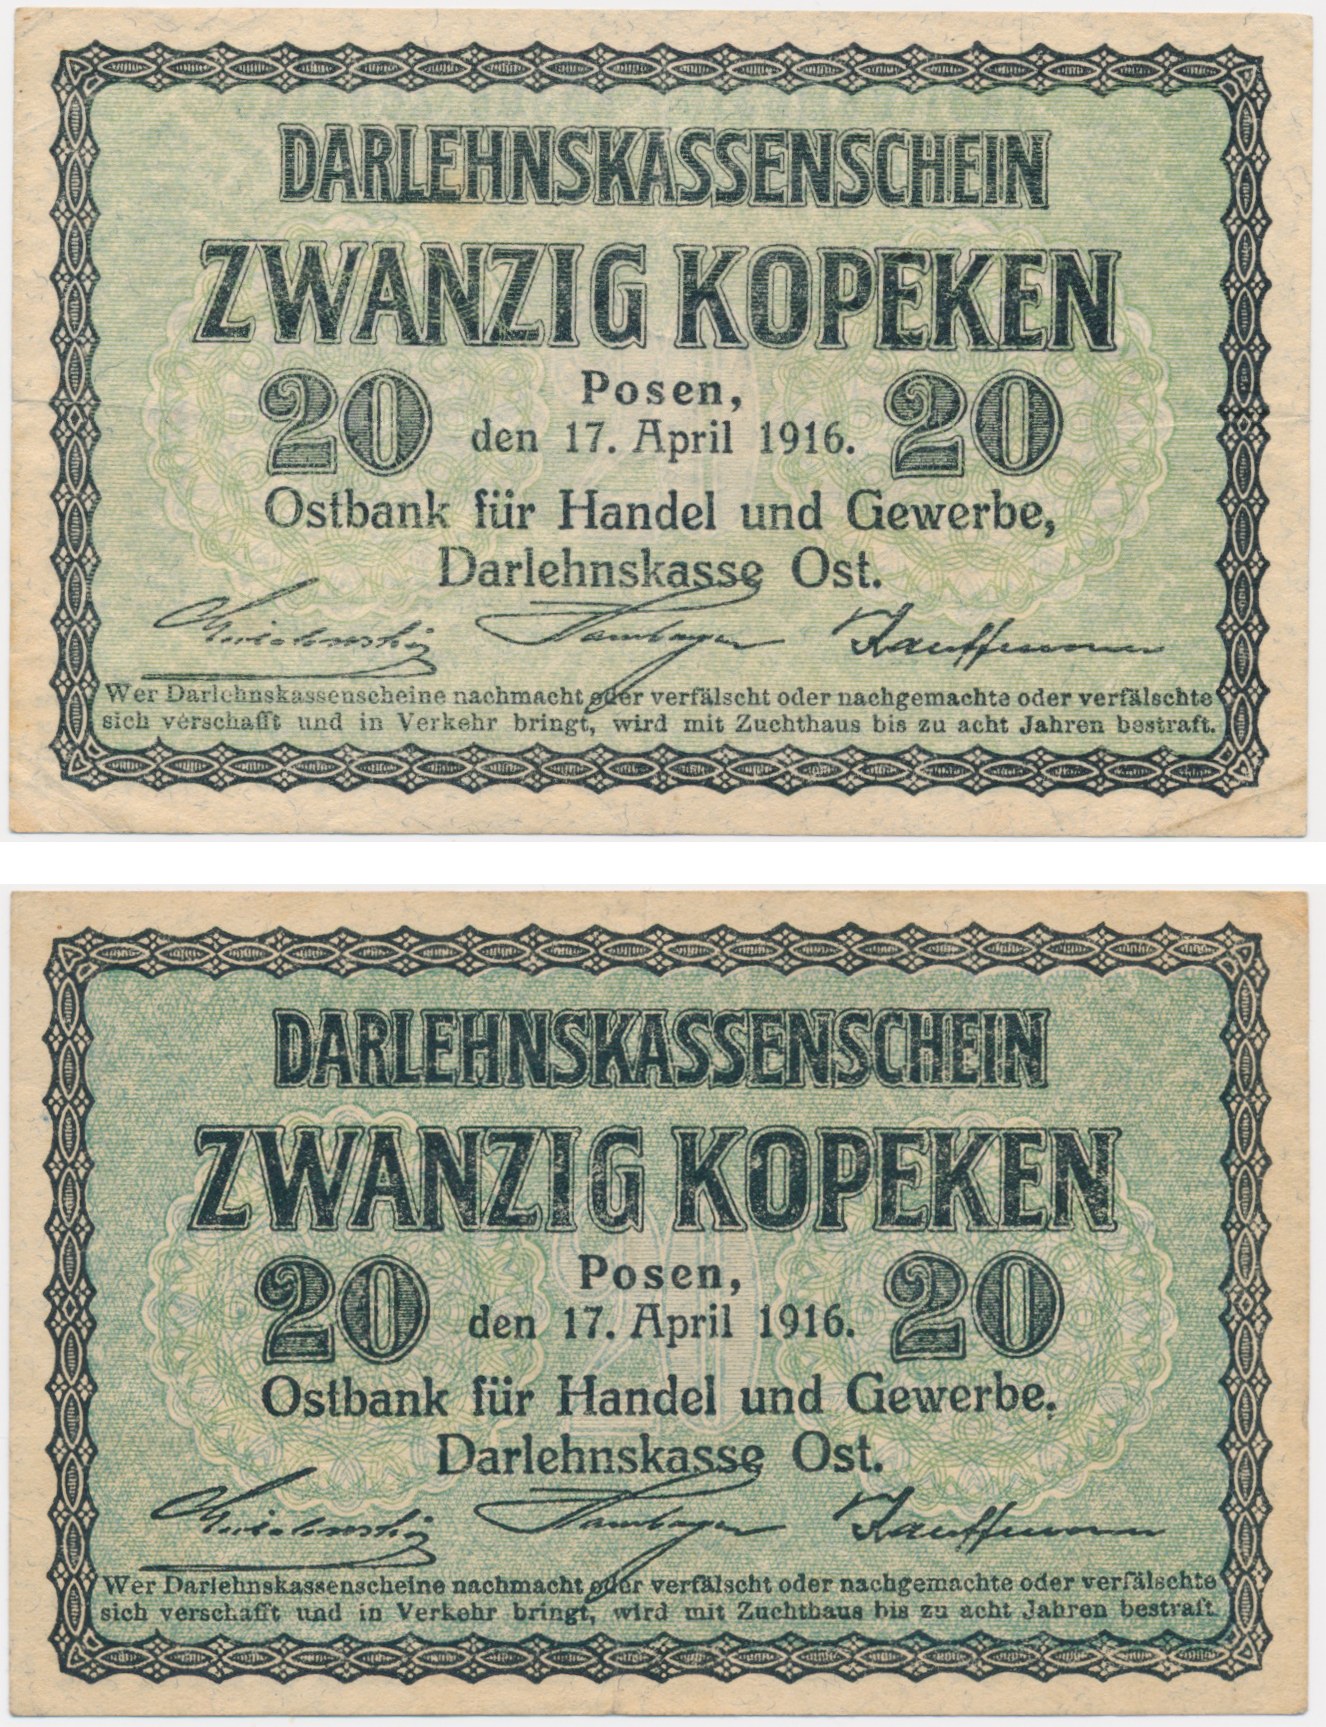 DARLEHNSKASSENSCHEIN
ZWANZIG KOPEKEN
20 Posen, 20
den 17. April 1916.
Ostbank für Handel und Gewerbe,
Darlehnskasse Ost.
Kauffmann
Wer Darlehnskassenscheine nachmacht oder verfälscht oder nachgemachte oder verfälschte
sich verschafft und in Verkehr bringt, wird mit Zuchthaus bis zu acht Jahren bestraft.
DARLEHNSKASSENSCHEIN
ZWANZIG KOPEKEN
20 Posen, 20
den 17. April 1916.
20
Ostbank für Handel und Gewerbe.
Darlehnskasse Ost.
Kauffmann
Wer Darlehnskassenscheine nachmacht oder verfälscht oder nachgemachte oder verfälschte
sich verschafft und in Verkehr bringt, wird mit Zuchthaus bis zu acht Jahren bestraft.